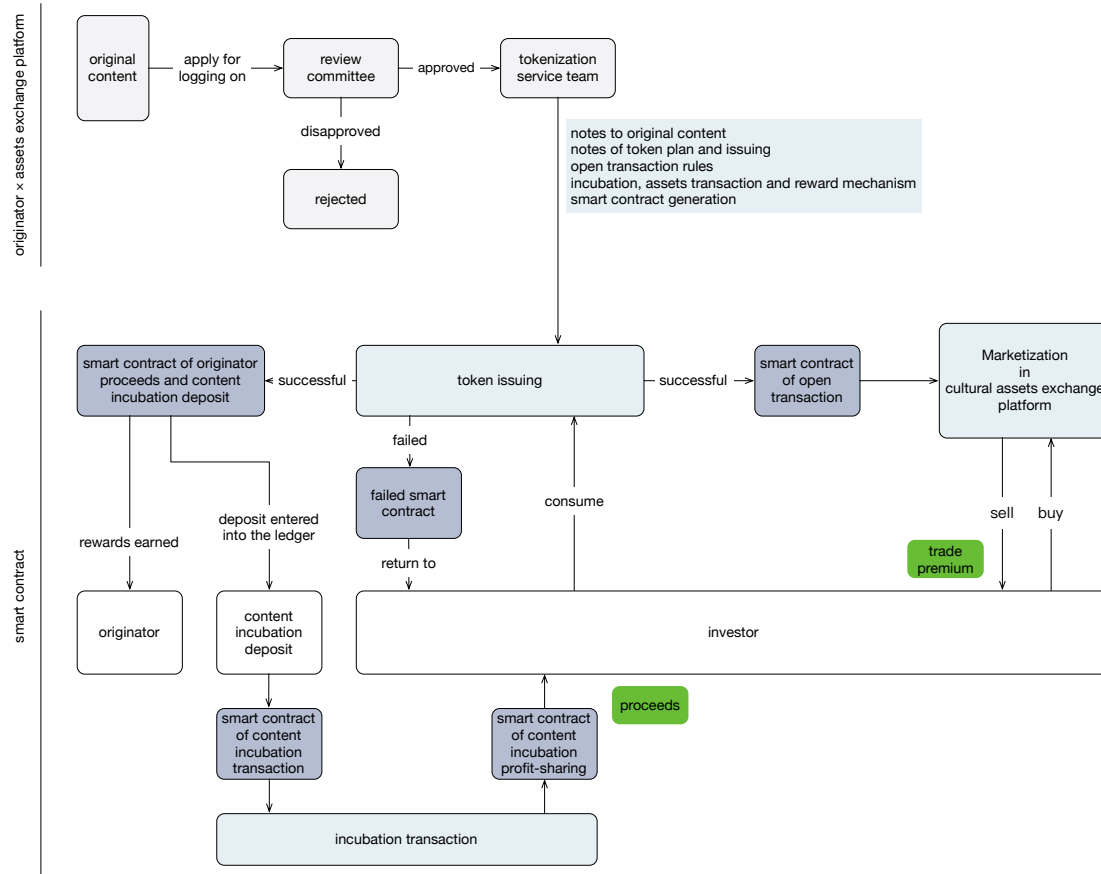 originator × assets exchange platform
original
content
apply for
logging on
review
committee
approved
tokenization
service team
disapproved
rejected
notes to original content
notes of token plan and issuing
open transaction rules
incubation, assets transaction and reward mechanism
smart contract generation
smart contract
smart contract of originator
proceeds and content
incubation deposit
successful
token issuing
successful
smart contract
of open
transaction
Marketization
in
cultural assets exchange
platform
failed
failed smart
contract
return to
consume
sell
buy
trade
premium
rewards earned
deposit entered
into the ledger
originator
content
incubation
deposit
investor
proceeds
smart contract
of content
incubation
transaction
smart contract
of content
incubation
profit-sharing
incubation transaction